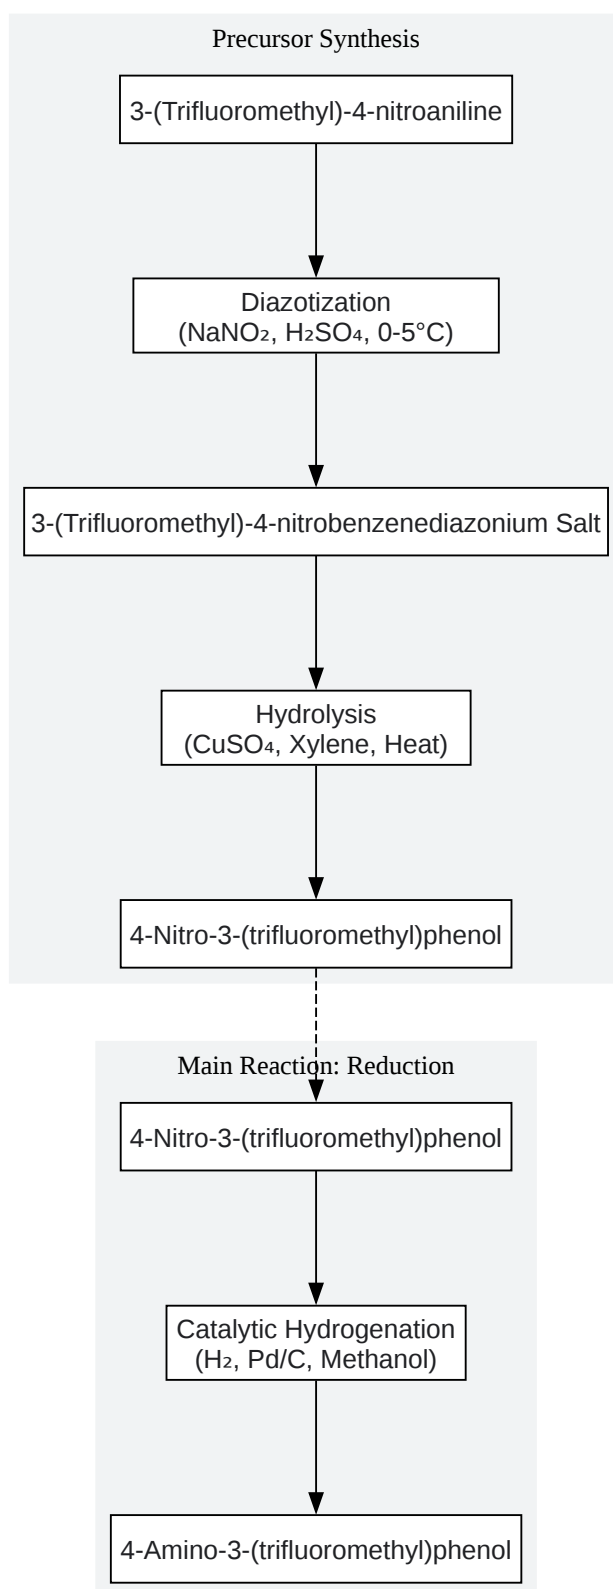 Precursor Synthesis
3-(Trifluoromethyl)-4-nitroaniline
Diazotization
(NaNO₂, H₂SO₄, 0-5°C)
3-(Trifluoromethyl)-4-nitrobenzenediazonium Salt
Hydrolysis
(CuSO₄, Xylene, Heat)
4-Nitro-3-(trifluoromethyl)phenol
Main Reaction: Reduction
4-Nitro-3-(trifluoromethyl)phenol
Catalytic Hydrogenation
(H₂, Pd/C, Methanol)
4-Amino-3-(trifluoromethyl)phenol